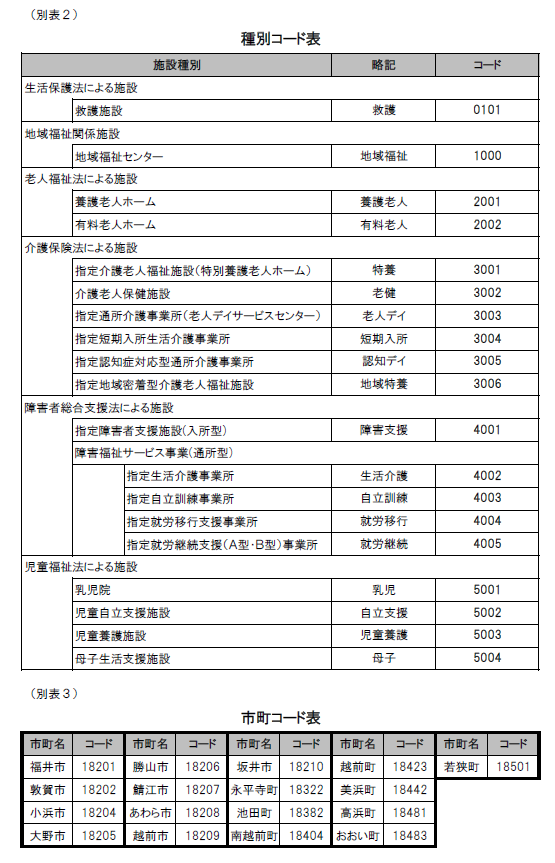 （別表２）
種別コード表
施設種別 略記 コード
生活保護法による施設
救護施設 救護 0101
地域福祉関係施設
地域福祉センター 地域福祉 1000
老人福祉法による施設
養護老人ホーム 養護老人 2001
有料老人ホーム 有料老人 2002
介護保険法による施設
指定介護老人福祉施設（特別養護老人ホーム） 特養 3001
介護老人保健施設 老健 3002
指定通所介護事業所（老人デイサービスセンター） 老人デイ 3003
指定短期入所生活介護事業所 短期入所 3004
指定認知症対応型通所介護事業所 認知デイ 3005
指定地域密着型介護老人福祉施設 地域特養 3006
障害者総合支援法による施設
指定障害者支援施設（入所型） 障害支援 4001
障害福祉サービス事業（通所型）
指定生活介護事業所 生活介護 4002
指定自立訓練事業所 自立訓練 4003
指定就労移行支援事業所 就労移行 4004
指定就労継続支援（Ａ型・Ｂ型）事業所 就労継続 4005
児童福祉法による施設
乳児院 乳児 5001
児童自立支援施設 自立支援 5002
児童養護施設 児童養護 5003
母子生活支援施設 母子 5004
（別表３）
市町コード表
市町名 コード 市町名 コード 市町名 コード 市町名 コード 市町名 コード
福井市 18201 勝山市 18206 坂井市 18210 越前町 18423 若狭町 18501
敦賀市 18202 鯖江市 18207 永平寺町 18322 美浜町 18442
小浜市 18204 あわら市 18208 池田町 18382 高浜町 18481
大野市 18205 越前市 18209 南越前町 18404 おおい町 18483